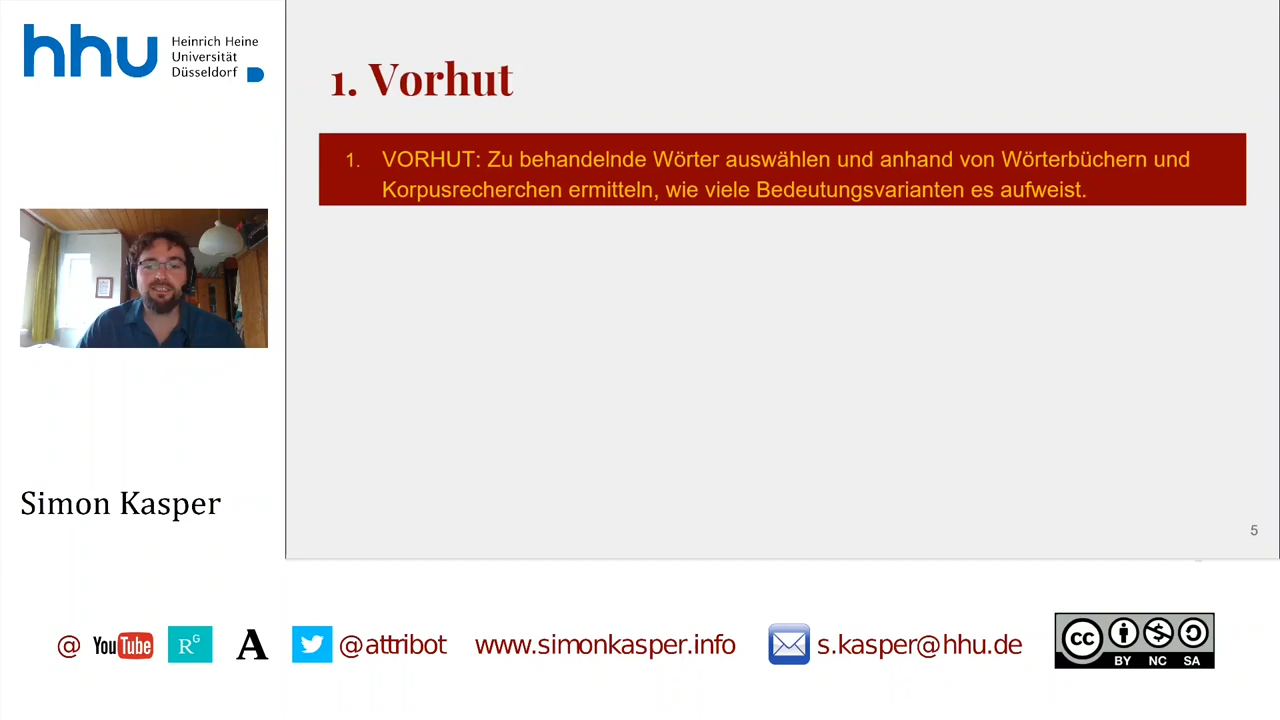 hhu Heinrich Heine
Universität
Düsseldorf
1. Vorhut
1. VORHUT: Zu behandelnde Wörter auswählen und anhand von Wörterbüchern und
Korpusrecherchen ermitteln, wie viele Bedeutungsvarianten es aufweist.
Simon Kasper
5
@ YouTube RG A @attribot www.simonkasper.info s.kasper@hhu.de cc
BY NC SA